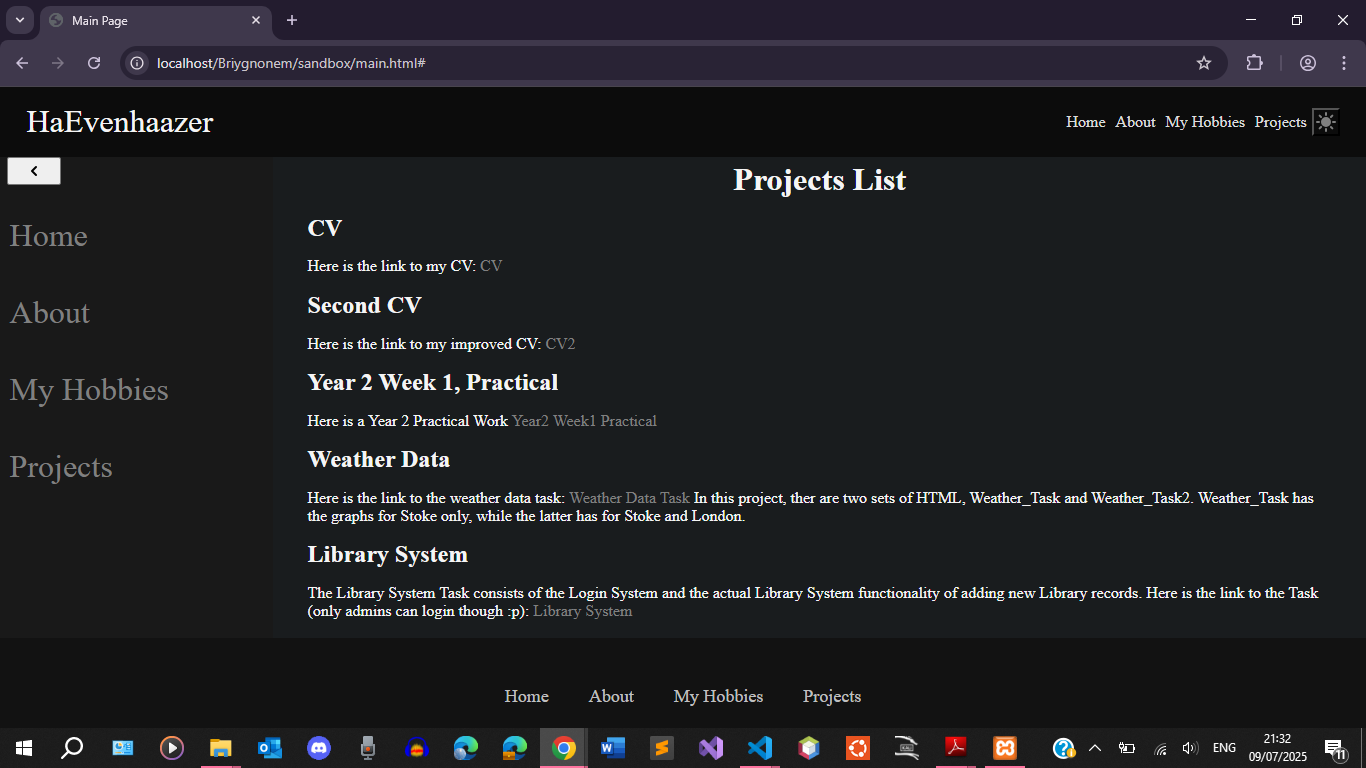 Main Page
localhost/Briygnonem/sandbox/main.html#
HaEvenhaazer
Home About My Hobbies Projects
Home
About
My Hobbies
Projects
Projects List
CV
Here is the link to my CV: CV
Second CV
Here is the link to my improved CV: CV2
Year 2 Week 1, Practical
Here is a Year 2 Practical Work Year2 Week1 Practical
Weather Data
Here is the link to the weather data task: Weather Data Task In this project, ther are two sets of HTML, Weather_Task and Weather_Task2. Weather_Task has
the graphs for Stoke only, while the latter has for Stoke and London.
Library System
The Library System Task consists of the Login System and the actual Library System functionality of adding new Library records. Here is the link to the Task
(only admins can login though :p): Library System
Home About My Hobbies Projects
ENG
21:32
09/07/2025
11